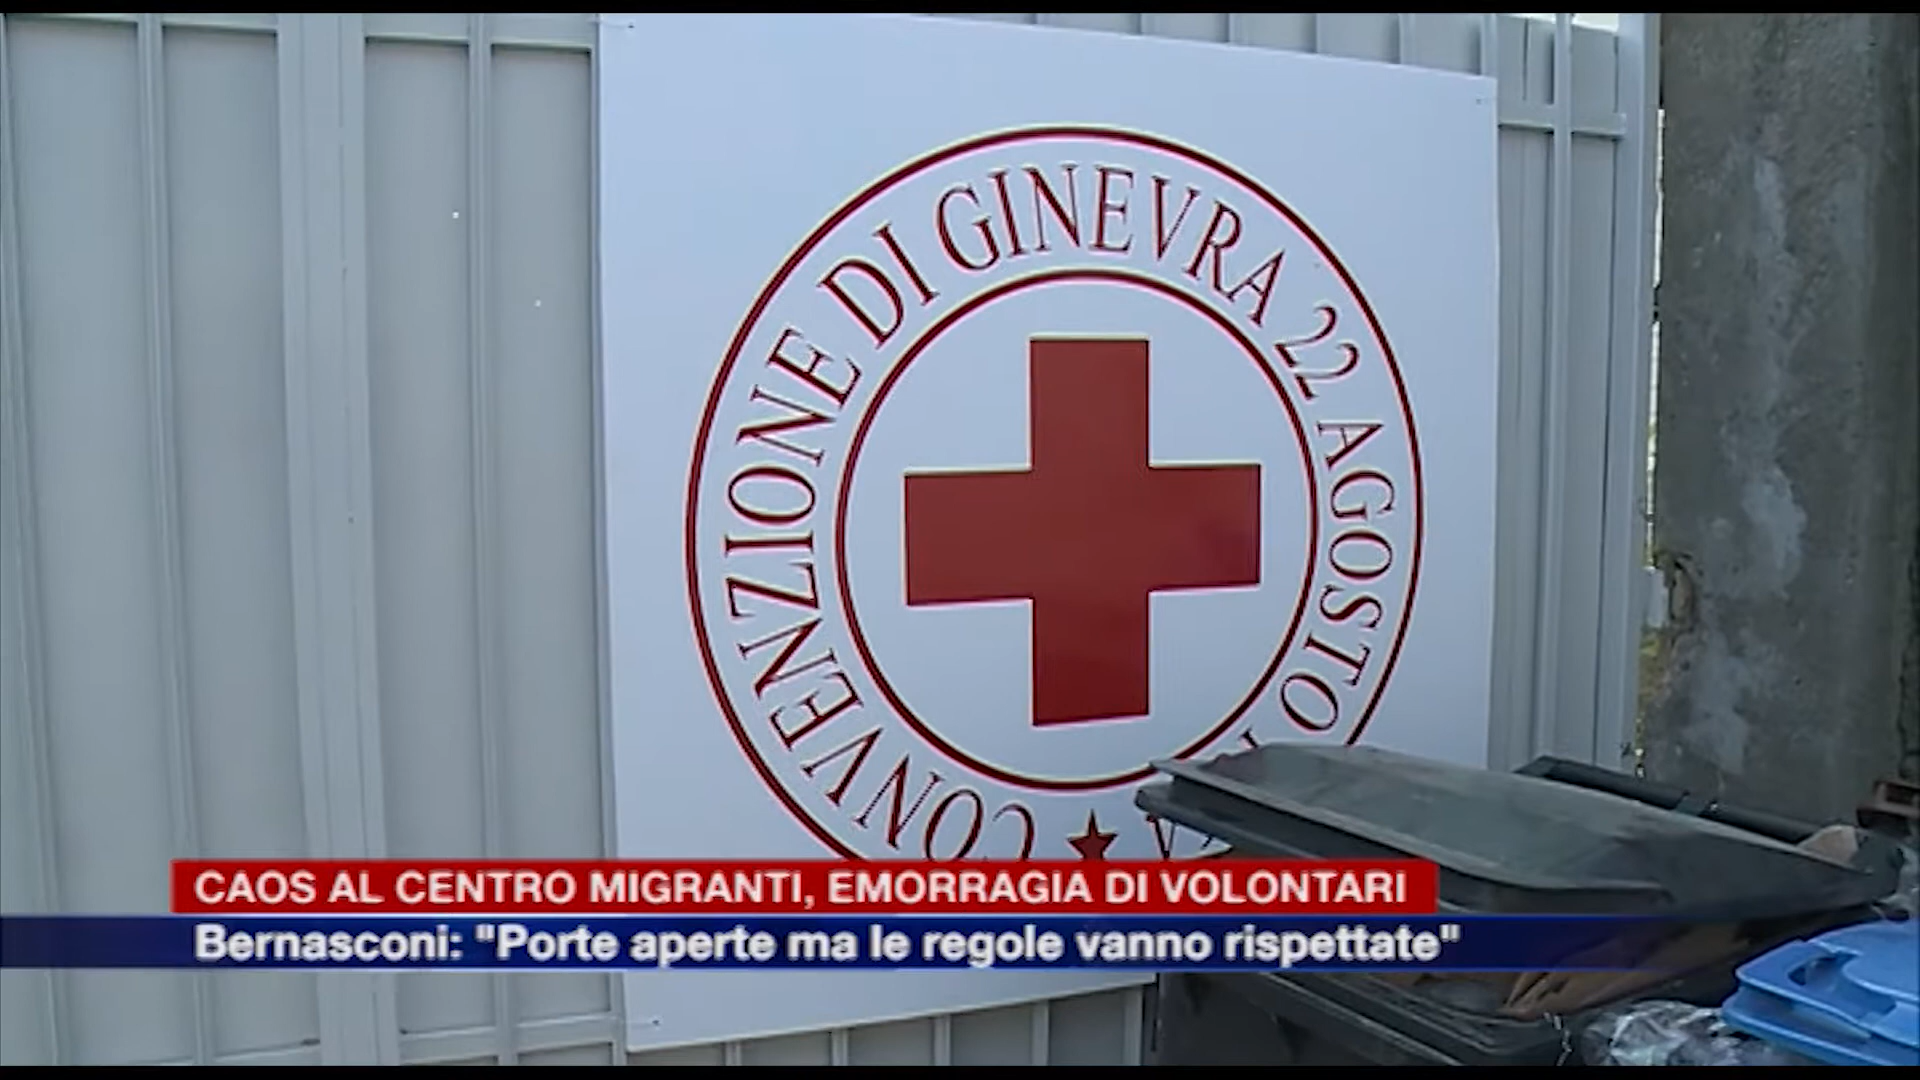 CONVENZIONE DI GINEVRA 22 AGOSTO
CAOS AL CENTRO MIGRANTI, EMORRAGIA DI VOLONTARI
Bernasconi: "Porte aperte ma le regole vanno rispettate"